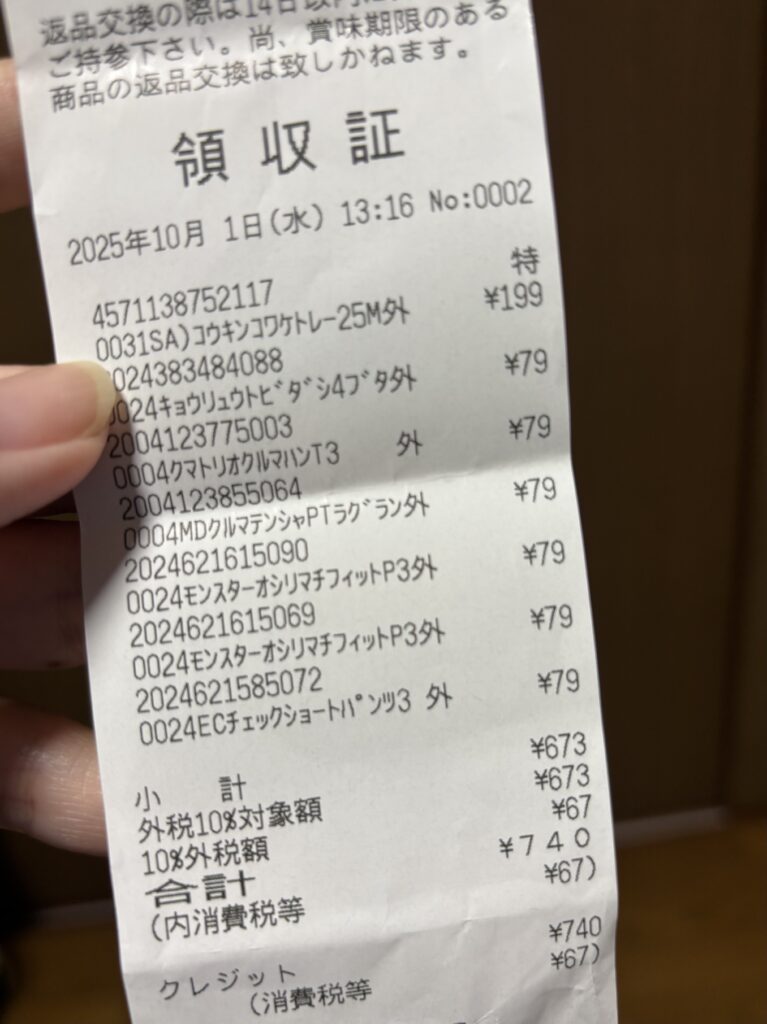 返品交換の際は14日以内に
ご持参下さい。尚、賞味期限のある
商品の返品交換は致しかねます。
領収証
2025年10月 1日(水) 13:16 No:0002
4571138752117 特
0031SA)コウキンコワケトレー25M外 ¥199
2024383484088
0024キョウリュウトビダシ4ブタ外 ¥79
2004123775003
0004クマトリオクルマハンT3 外 ¥79
2004123855064
0004MDクルマテンシャPTラグラン外 ¥79
2024621615090
0024モンスターオシリマチフィットP3外 ¥79
2024621615069
0024モンスターオシリマチフィットP3外 ¥79
2024621585072
0024ECチェックショートパンツ3 外 ¥79
小 計 ¥673
外税10%対象額 ¥673
10%外税額 ¥67
合計 ¥740
(内消費税等 ¥67)
クレジット ¥740
(消費税等 ¥67)